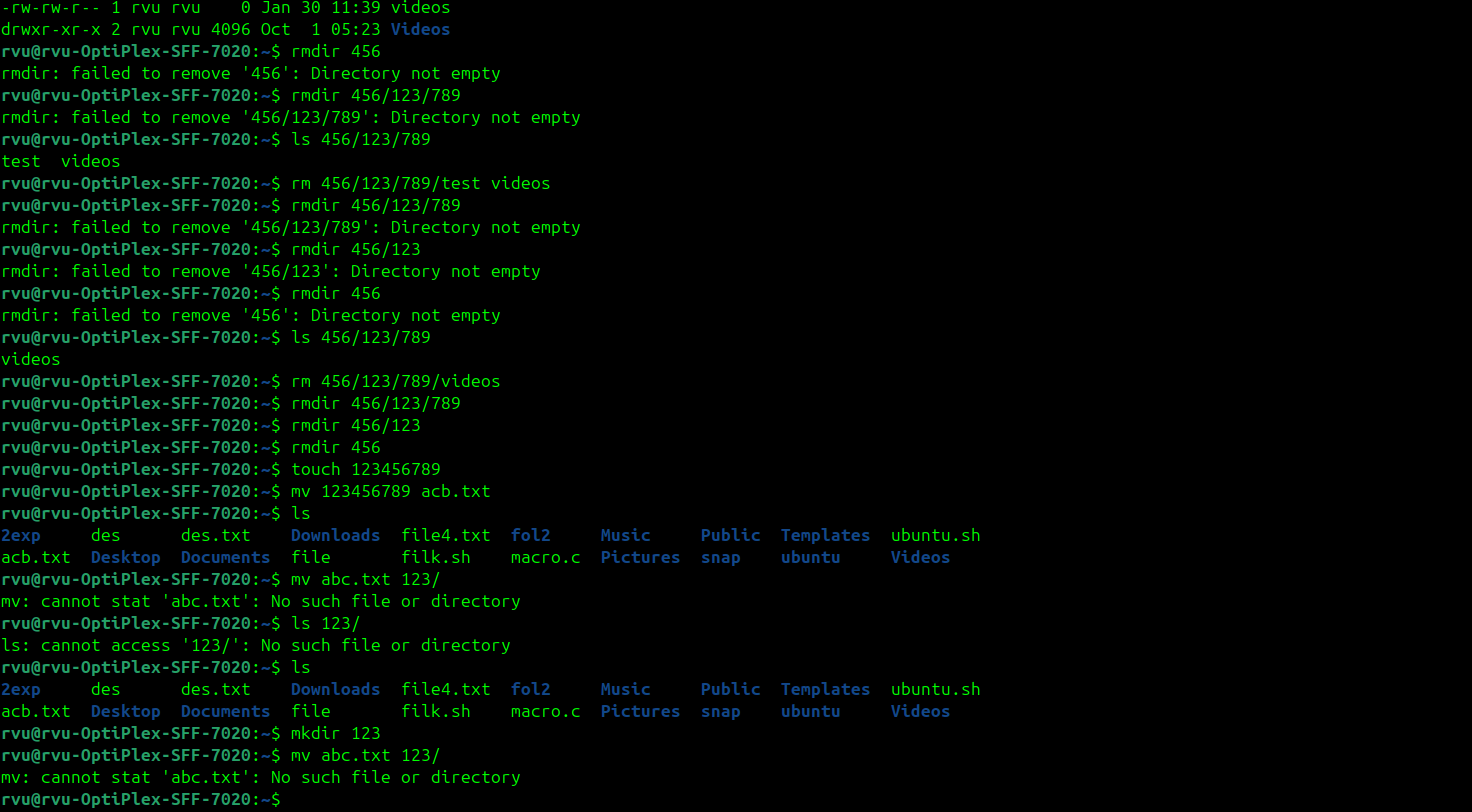 -rw-rw-r-- 1 rvu rvu    0 Jan 30 11:39 videos
drwxr-xr-x 2 rvu rvu 4096 Oct  1 05:23 Videos
rvu@rvu-OptiPlex-SFF-7020:~$ rmdir 456
rmdir: failed to remove '456': Directory not empty
rvu@rvu-OptiPlex-SFF-7020:~$ rmdir 456/123/789
rmdir: failed to remove '456/123/789': Directory not empty
rvu@rvu-OptiPlex-SFF-7020:~$ ls 456/123/789
test  videos
rvu@rvu-OptiPlex-SFF-7020:~$ rm 456/123/789/test videos
rvu@rvu-OptiPlex-SFF-7020:~$ rmdir 456/123/789
rmdir: failed to remove '456/123/789': Directory not empty
rvu@rvu-OptiPlex-SFF-7020:~$ rmdir 456/123
rmdir: failed to remove '456/123': Directory not empty
rvu@rvu-OptiPlex-SFF-7020:~$ rmdir 456
rmdir: failed to remove '456': Directory not empty
rvu@rvu-OptiPlex-SFF-7020:~$ ls 456/123/789
videos
rvu@rvu-OptiPlex-SFF-7020:~$ rm 456/123/789/videos
rvu@rvu-OptiPlex-SFF-7020:~$ rmdir 456/123/789
rvu@rvu-OptiPlex-SFF-7020:~$ rmdir 456/123
rvu@rvu-OptiPlex-SFF-7020:~$ rmdir 456
rvu@rvu-OptiPlex-SFF-7020:~$ touch 123456789
rvu@rvu-OptiPlex-SFF-7020:~$ mv 123456789 acb.txt
rvu@rvu-OptiPlex-SFF-7020:~$ ls
2exp     des      des.txt    Downloads  file4.txt  fol2     Music     Public  Templates  ubuntu.sh
acb.txt  Desktop  Documents  file       filk.sh    macro.c  Pictures  snap    ubuntu     Videos
rvu@rvu-OptiPlex-SFF-7020:~$ mv abc.txt 123/
mv: cannot stat 'abc.txt': No such file or directory
rvu@rvu-OptiPlex-SFF-7020:~$ ls 123/
ls: cannot access '123/': No such file or directory
rvu@rvu-OptiPlex-SFF-7020:~$ ls
2exp     des      des.txt    Downloads  file4.txt  fol2     Music     Public  Templates  ubuntu.sh
acb.txt  Desktop  Documents  file       filk.sh    macro.c  Pictures  snap    ubuntu     Videos
rvu@rvu-OptiPlex-SFF-7020:~$ mkdir 123
rvu@rvu-OptiPlex-SFF-7020:~$ mv abc.txt 123/
mv: cannot stat 'abc.txt': No such file or directory
rvu@rvu-OptiPlex-SFF-7020:~$